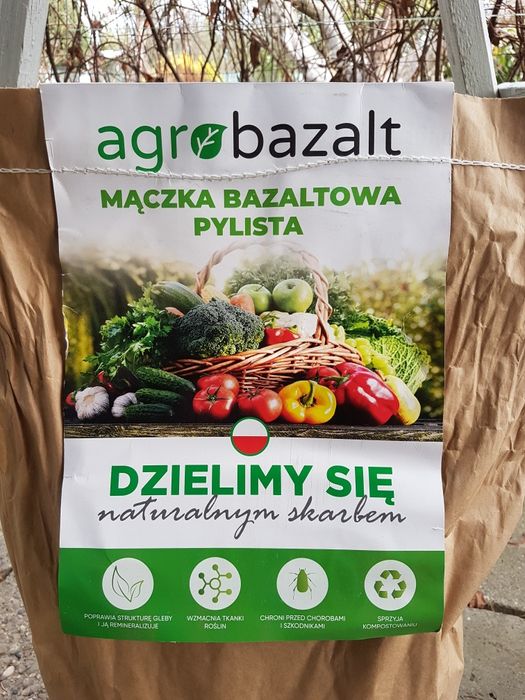 agrobazalt
MĄCZKA BAZALTOWA
PYLISTA
DZIELIMY SIĘ
naturalnym skarbem
POPRAWIA STRUKTURĘ GLEBY
I JĄ REMINERALIZUJE
WZMACNIA TKANKI
ROŚLIN
CHRONI PRZED CHOROBAMI
I SZKODNIKAMI
SPRZYJA
KOMPOSTOWANIU